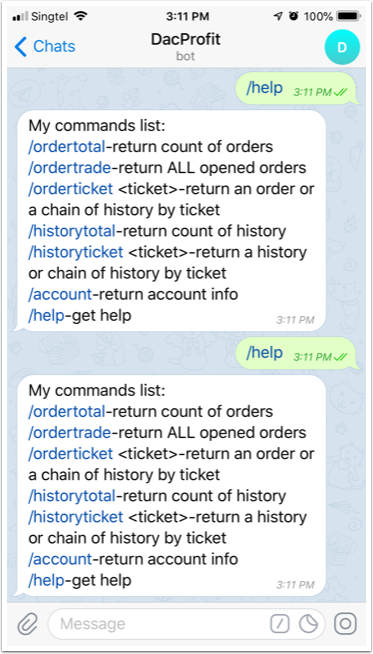 Singtel 3:11 PM 100%
Chats DacProfit D
bot
/help 3:11 PM
My commands list:
/ordertotal-return count of orders
/ordertrade-return ALL opened orders
/orderticket <ticket>-return an order or
a chain of history by ticket
/historytotal-return count of history
/historyticket <ticket>-return a history
or chain of history by ticket
/account-return account info
/help-get help
3:11 PM
/help 3:11 PM
My commands list:
/ordertotal-return count of orders
/ordertrade-return ALL opened orders
/orderticket <ticket>-return an order or
a chain of history by ticket
/historytotal-return count of history
/historyticket <ticket>-return a history
or chain of history by ticket
/account-return account info
/help-get help
3:11 PM
Message